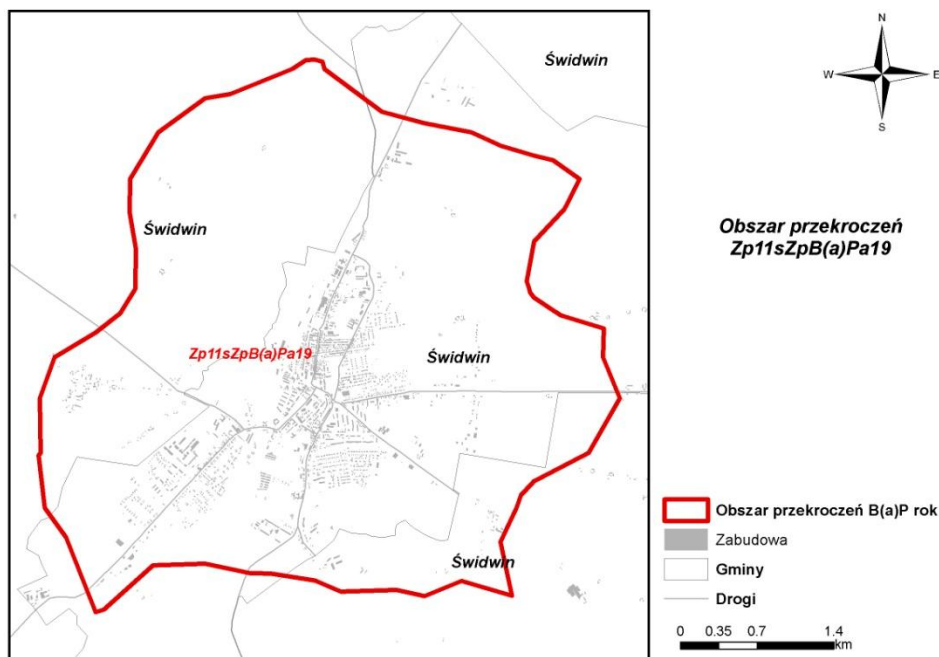 Świdwin
N
W
E
S
Świdwin
Obszar przekroczeń
Zp11sZpB(a)Pa19
Zp11sZpB(a)Pa19
Świdwin
Świdwin
Obszar przekroczeń B(a)P rok
Zabudowa
Gminy
Drogi
0 0.35 0.7 1.4
km